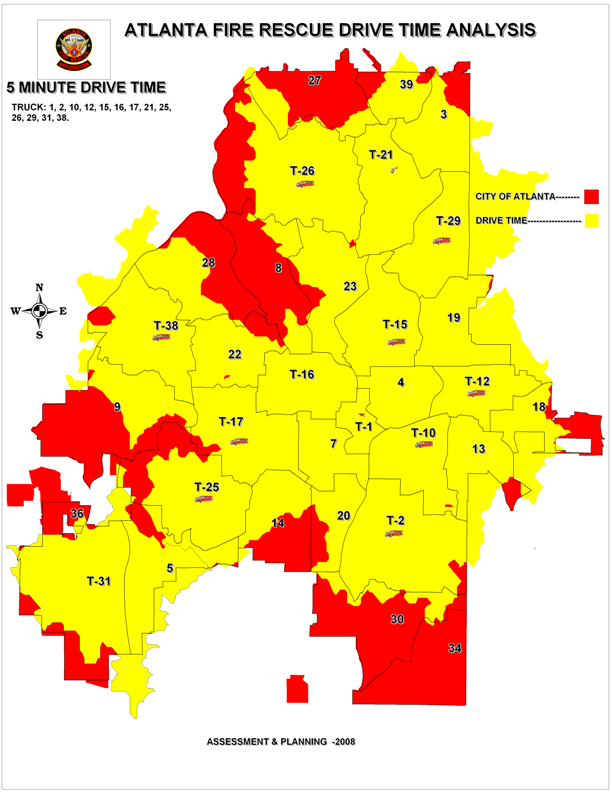 ATLANTA FIRE RESCUE DRIVE TIME ANALYSIS
5 MINUTE DRIVE TIME
TRUCK: 1, 2, 10, 12, 15, 16, 17, 21, 25,
26, 29, 31, 38.
27
39
3
T-21
T-26
CITY OF ATLANTA--------
DRIVE TIME------------------
T-29
28
8
23
N
W E
S
19
T-38
T-15
22
T-16
4
T-12
9
18
T-17
T-1
T-10
7
13
T-25
36
14
20
T-2
5
T-31
30
34
ASSESSMENT & PLANNING -2008